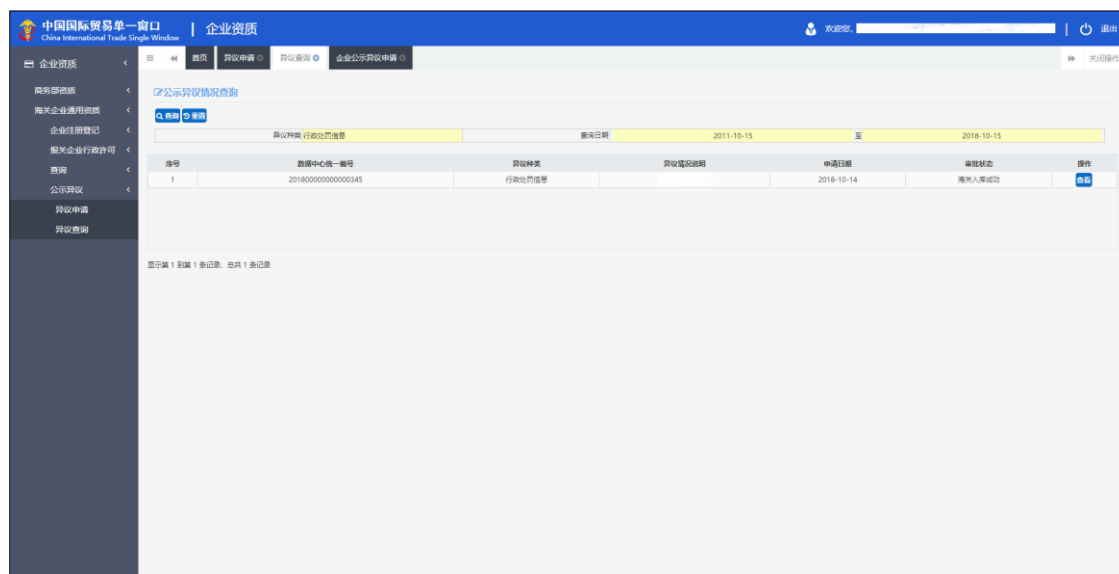 中国国际贸易单一窗口 | 企业资质
China International Trade Single Window
欢迎您,
退出
企业资质
首页 异议申请 异议查询 企业公示异议申请
关闭操作
商务部资质
海关企业通用资质
企业注册登记
报关企业行政许可
查询
公示异议
异议申请
异议查询
公示异议情况查询
查询 重置
异议种类 行政处罚信息 查询日期 2011-10-15 至 2018-10-15
序号 数据中心统一编号 异议种类 异议情况说明 申请日期 审批状态 操作
1 201800000000000345 行政处罚信息 2018-10-14 海关入库成功 查看
显示第 1 到第 1 条记录，总共 1 条记录